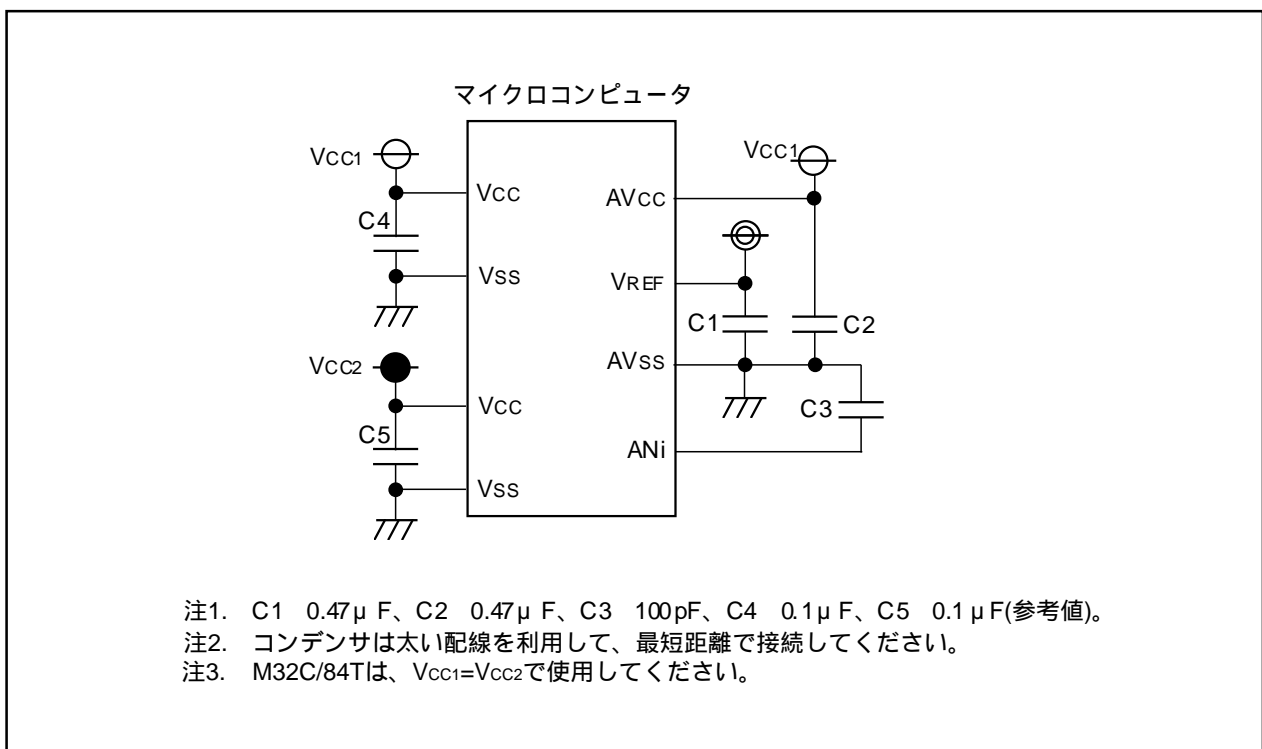 マイクロコンピュータ
VCC1
VCC1
VCC
AVCC
C4
VREF
VSS
C1
C2
VCC2
AVSS
VCC
C3
C5
ANi
VSS
注1. C1 0.47μF、C2 0.47μF、C3 100pF、C4 0.1μF、C5 0.1μF(参考値)。
注2. コンデンサは太い配線を利用して、最短距離で接続してください。
注3. M32C/84Tは、VCC1=VCC2で使用してください。